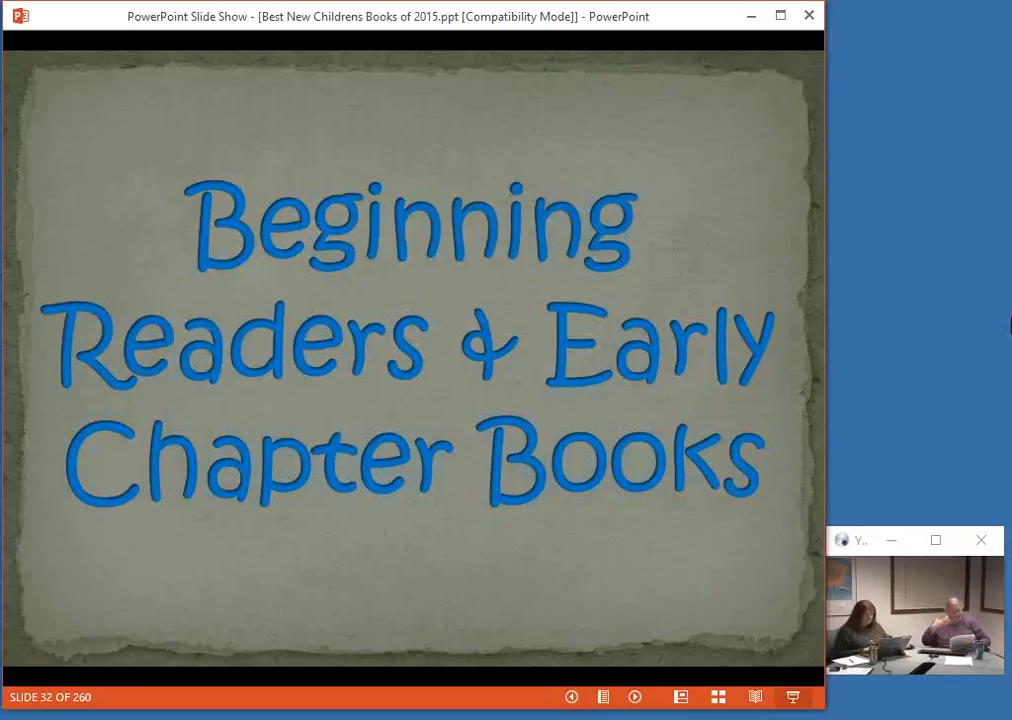 PowerPoint Slide Show - [Best New Childrens Books of 2015.ppt [Compatibility Mode]] - PowerPoint
Beginning
Readers & Early
Chapter Books
Y..
SLIDE 32 OF 260